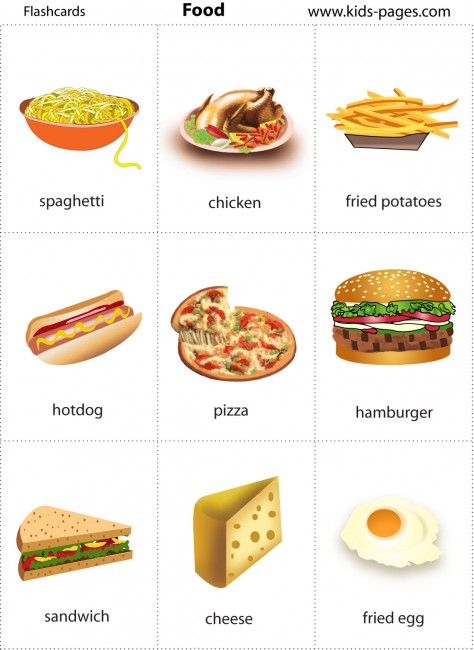 Flashcards Food www.kids-pages.com
spaghetti chicken fried potatoes
hotdog pizza hamburger
sandwich cheese fried egg